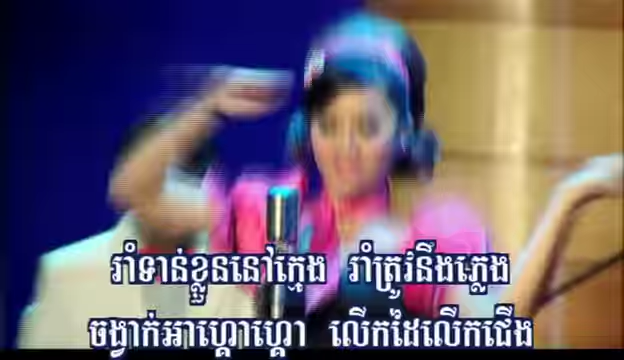 រាំទាន់ខ្លួននៅក្មេង រាំត្រូវនឹងភ្លេង
ចង្វាក់អាហ្គោហ្គោ លើកដៃលើកជើង